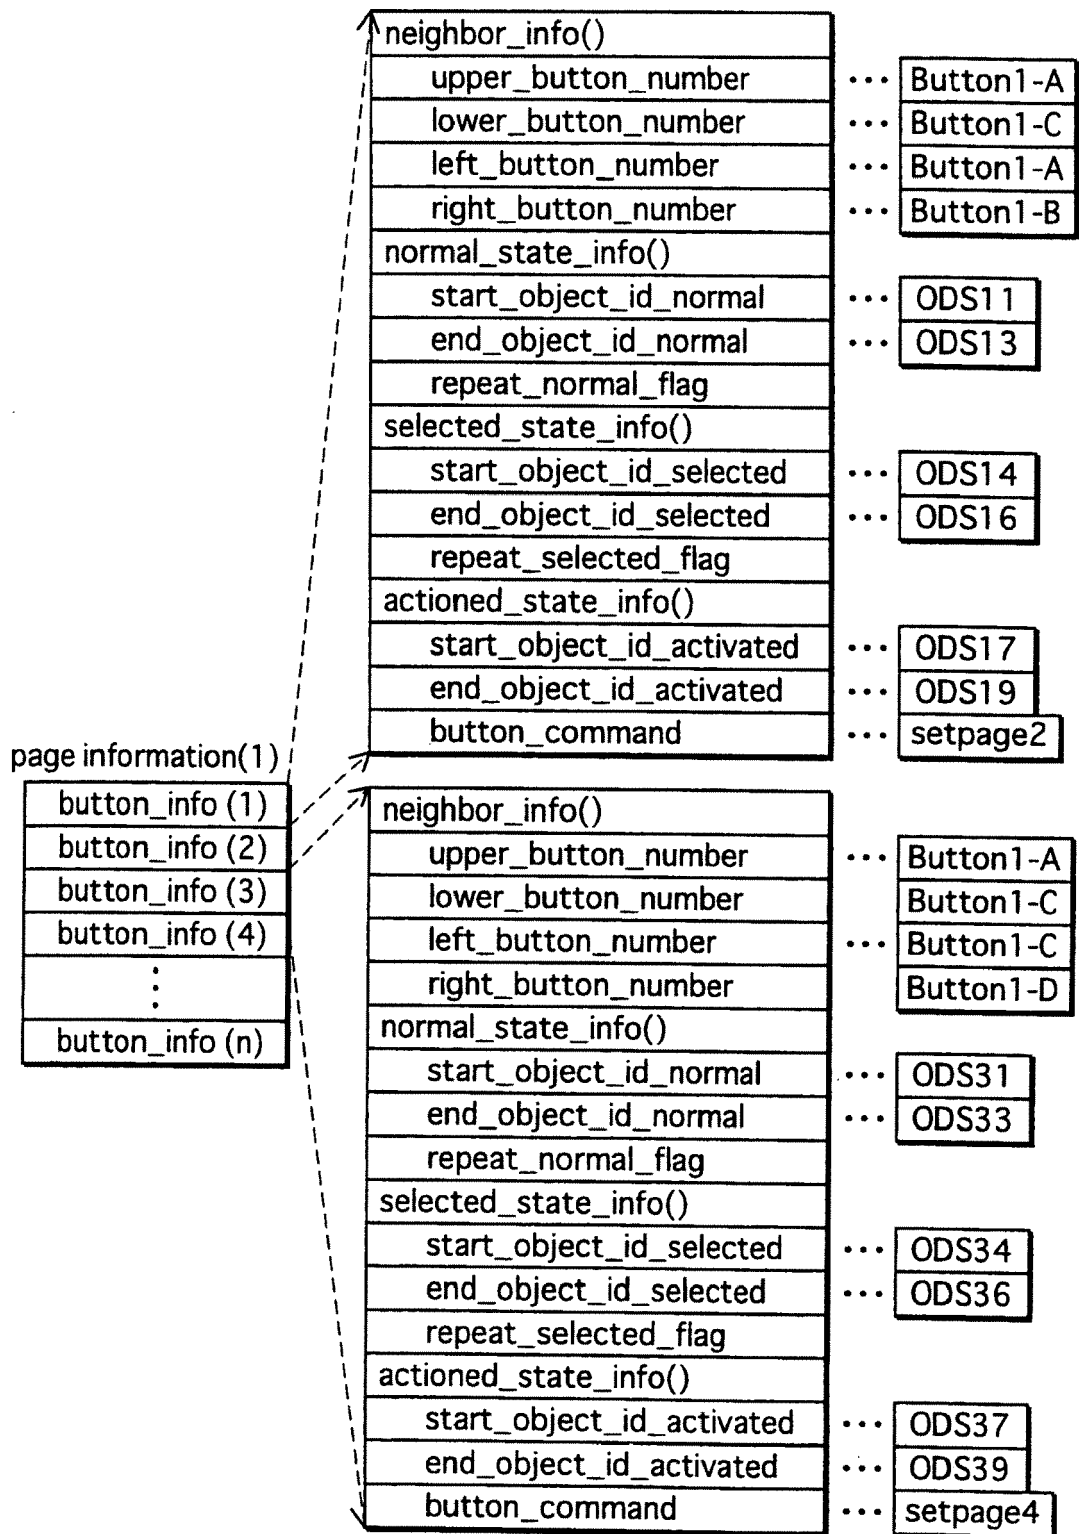 neighbor_info()
upper_button_number ··· Button1-A
lower_button_number ··· Button1-C
left_button_number ··· Button1-A
right_button_number ··· Button1-B
normal_state_info()
start_object_id_normal ··· ODS11
end_object_id_normal ··· ODS13
repeat_normal_flag
selected_state_info()
start_object_id_selected ··· ODS14
end_object_id_selected ··· ODS16
repeat_selected_flag
actioned_state_info()
start_object_id_activated ··· ODS17
end_object_id_activated ··· ODS19
button_command ··· setpage2
page information(1)
button_info (1)
button_info (2)
button_info (3)
button_info (4)
⋮
button_info (n)
neighbor_info()
upper_button_number ··· Button1-A
lower_button_number Button1-C
left_button_number ··· Button1-C
right_button_number Button1-D
normal_state_info()
start_object_id_normal ··· ODS31
end_object_id_normal ··· ODS33
repeat_normal_flag
selected_state_info()
start_object_id_selected ··· ODS34
end_object_id_selected ··· ODS36
repeat_selected_flag
actioned_state_info()
start_object_id_activated ··· ODS37
end_object_id_activated ··· ODS39
button_command ··· setpage4